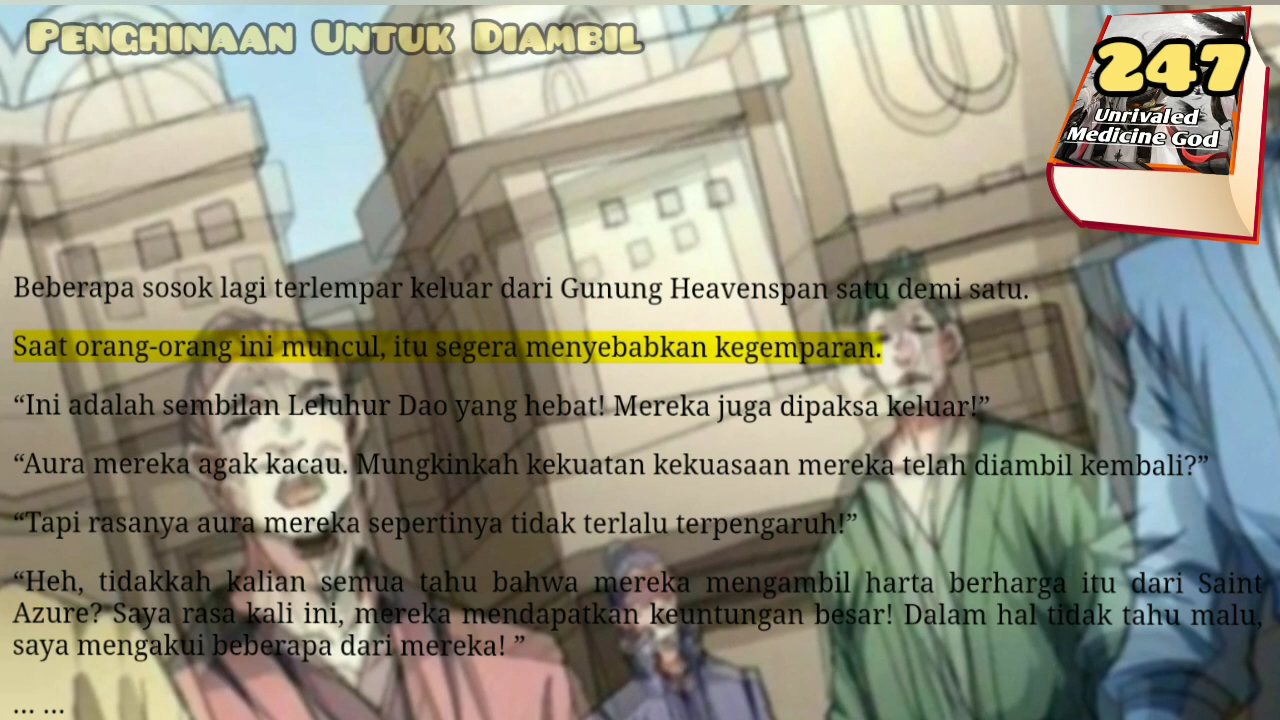 Penghinaan Untuk Diambil
247
Unrivaled
Medicine God
Beberapa sosok lagi terlempar keluar dari Gunung Heavenspan satu demi satu.
Saat orang-orang ini muncul, itu segera menyebabkan kegemparan.
“Ini adalah sembilan Leluhur Dao yang hebat! Mereka juga dipaksa keluar!”
“Aura mereka agak kacau. Mungkinkah kekuatan kekuasaan mereka telah diambil kembali?”
“Tapi rasanya aura mereka sepertinya tidak terlalu terpengaruh!”
“Heh, tidakkah kalian semua tahu bahwa mereka mengambil harta berharga itu dari Saint
Azure? Saya rasa kali ini, mereka mendapatkan keuntungan besar! Dalam hal tidak tahu malu,
saya mengakui beberapa dari mereka! ”
... ...